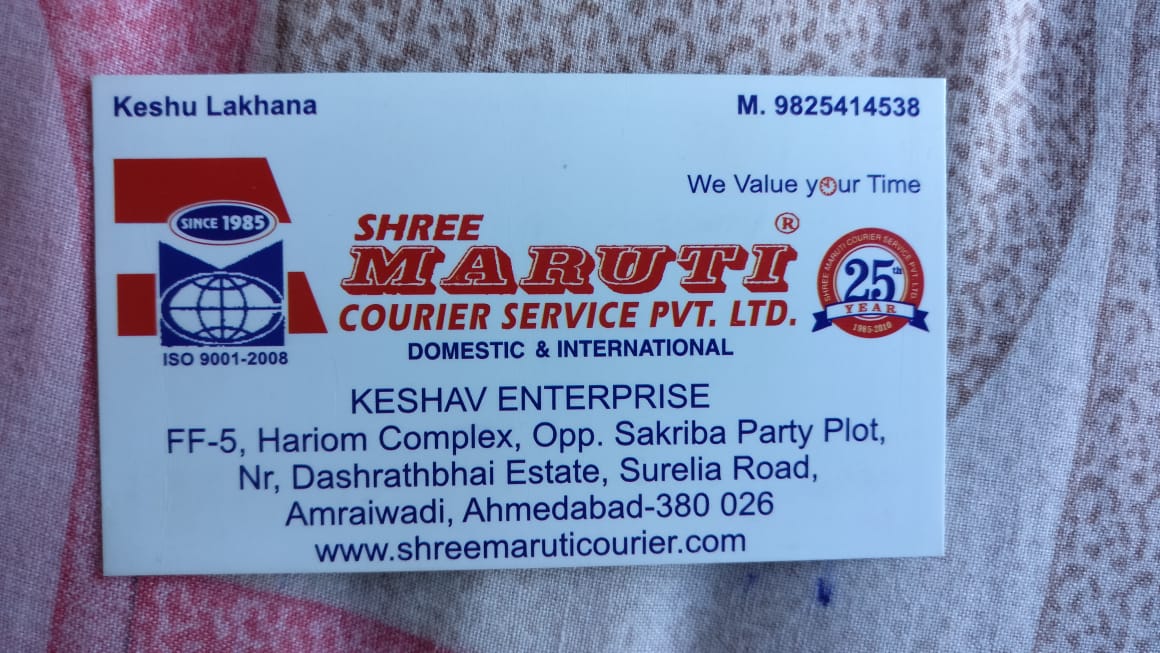 Keshu Lakhana
M. 9825414538
We Value your Time
SINCE 1985
ISO 9001-2008
SHREE
MARUTI ®
COURIER SERVICE PVT. LTD.
DOMESTIC & INTERNATIONAL
SHREE MARUTI COURIER SERVICE PVT. LTD.
25th
YEAR
1985-2010
KESHAV ENTERPRISE
FF-5, Hariom Complex, Opp. Sakriba Party Plot,
Nr, Dashrathbhai Estate, Surelia Road,
Amraiwadi, Ahmedabad-380 026
www.shreemaruticourier.com